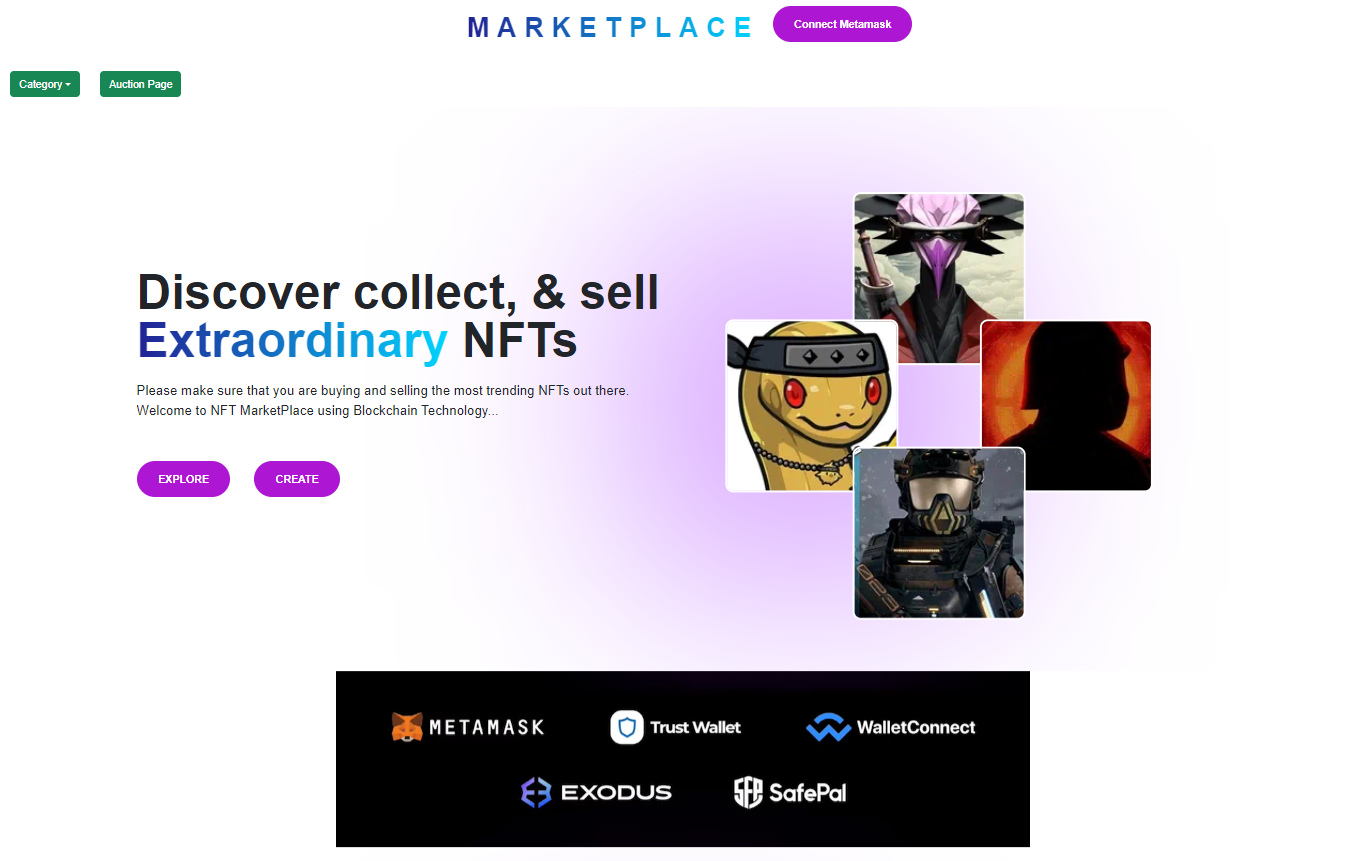 MARKETPLACE
Connect Metamask
Category
Auction Page
Discover collect, & sell
Extraordinary NFTs
Please make sure that you are buying and selling the most trending NFTs out there.
Welcome to NFT MarketPlace using Blockchain Technology...
EXPLORE
CREATE
METAMASK
Trust Wallet
WalletConnect
EXODUS
SafePal